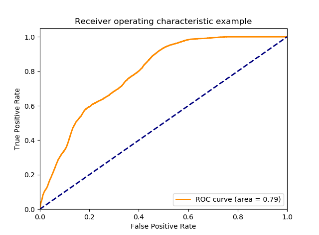 Receiver operating characteristic example
1.0
0.8
0.6
0.4
0.2
0.0
True Positive Rate
ROC curve (area = 0.79)
0.0 0.2 0.4 0.6 0.8 1.0
False Positive Rate